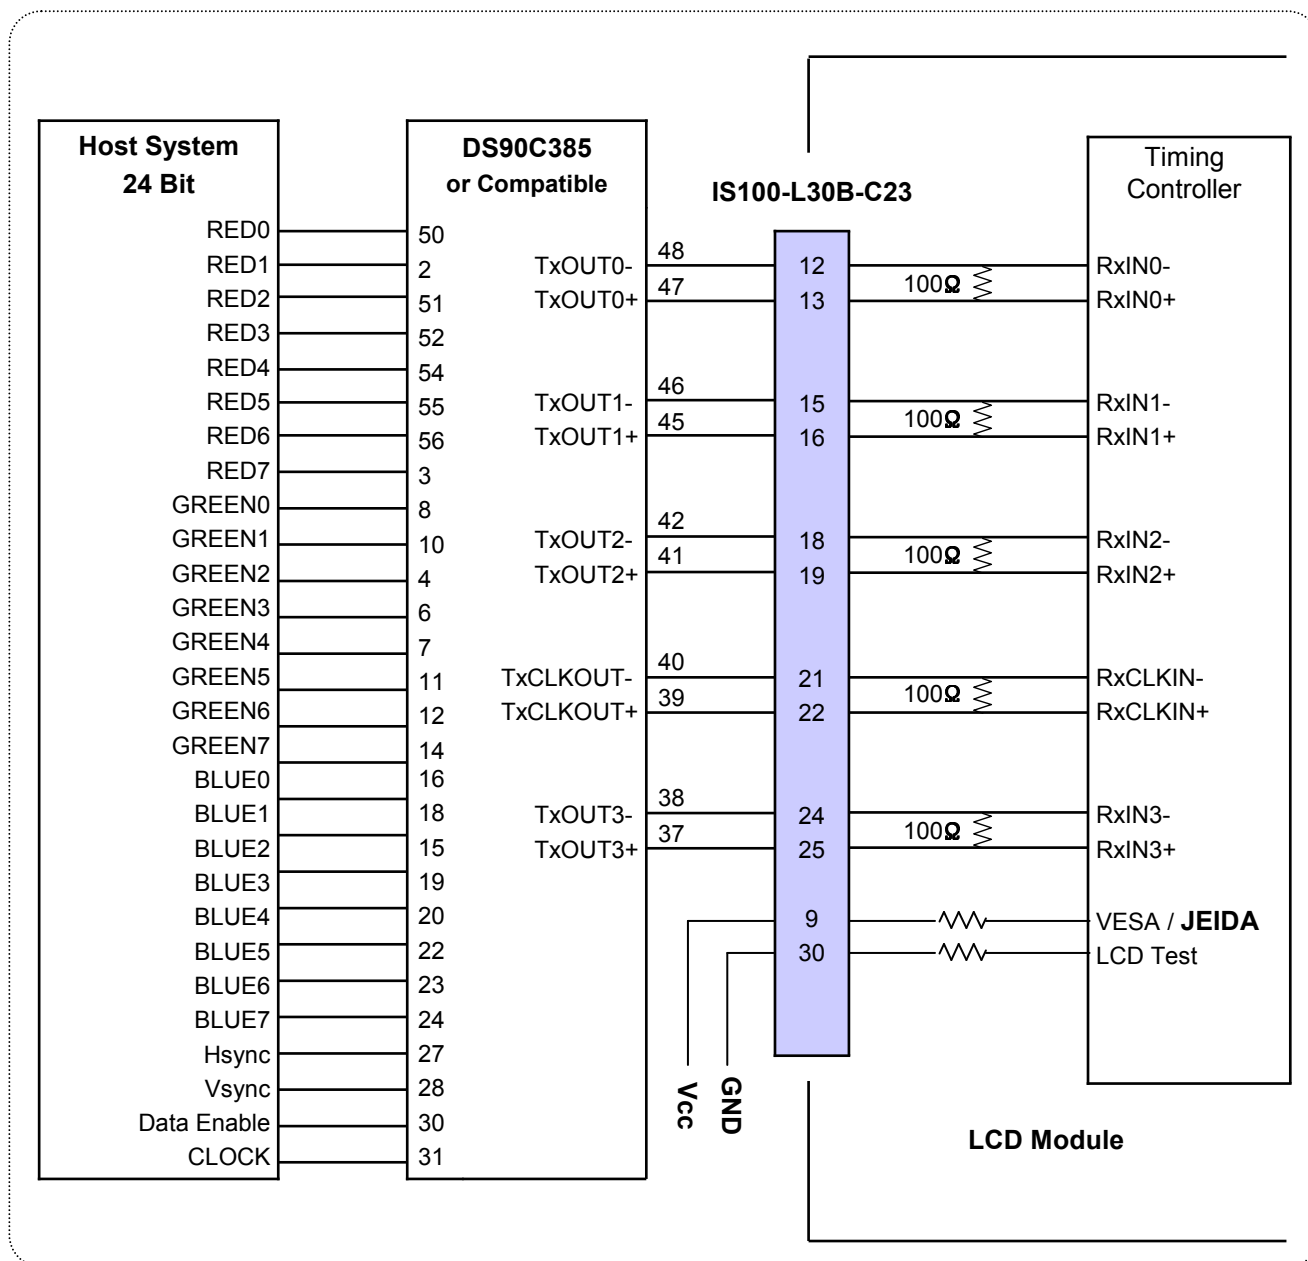 Host System
24 Bit
RED0
RED1
RED2
RED3
RED4
RED5
RED6
RED7
GREEN0
GREEN1
GREEN2
GREEN3
GREEN4
GREEN5
GREEN6
GREEN7
BLUE0
BLUE1
BLUE2
BLUE3
BLUE4
BLUE5
BLUE6
BLUE7
Hsync
Vsync
Data Enable
CLOCK
DS90C385
or Compatible
50
2
51
52
54
55
56
3
8
10
4
6
7
11
12
14
16
18
15
19
20
22
23
24
27
28
30
31
TxOUT0-
TxOUT0+
TxOUT1-
TxOUT1+
TxOUT2-
TxOUT2+
TxCLKOUT-
TxCLKOUT+
TxOUT3-
TxOUT3+
48
47
46
45
42
41
40
39
38
37
Vcc
GND
IS100-L30B-C23
12
13
15
16
18
19
21
22
24
25
9
30
100Ω
100Ω
100Ω
100Ω
100Ω
Timing
Controller
RxIN0-
RxIN0+
RxIN1-
RxIN1+
RxIN2-
RxIN2+
RxCLKIN-
RxCLKIN+
RxIN3-
RxIN3+
VESA / JEIDA
LCD Test
LCD Module